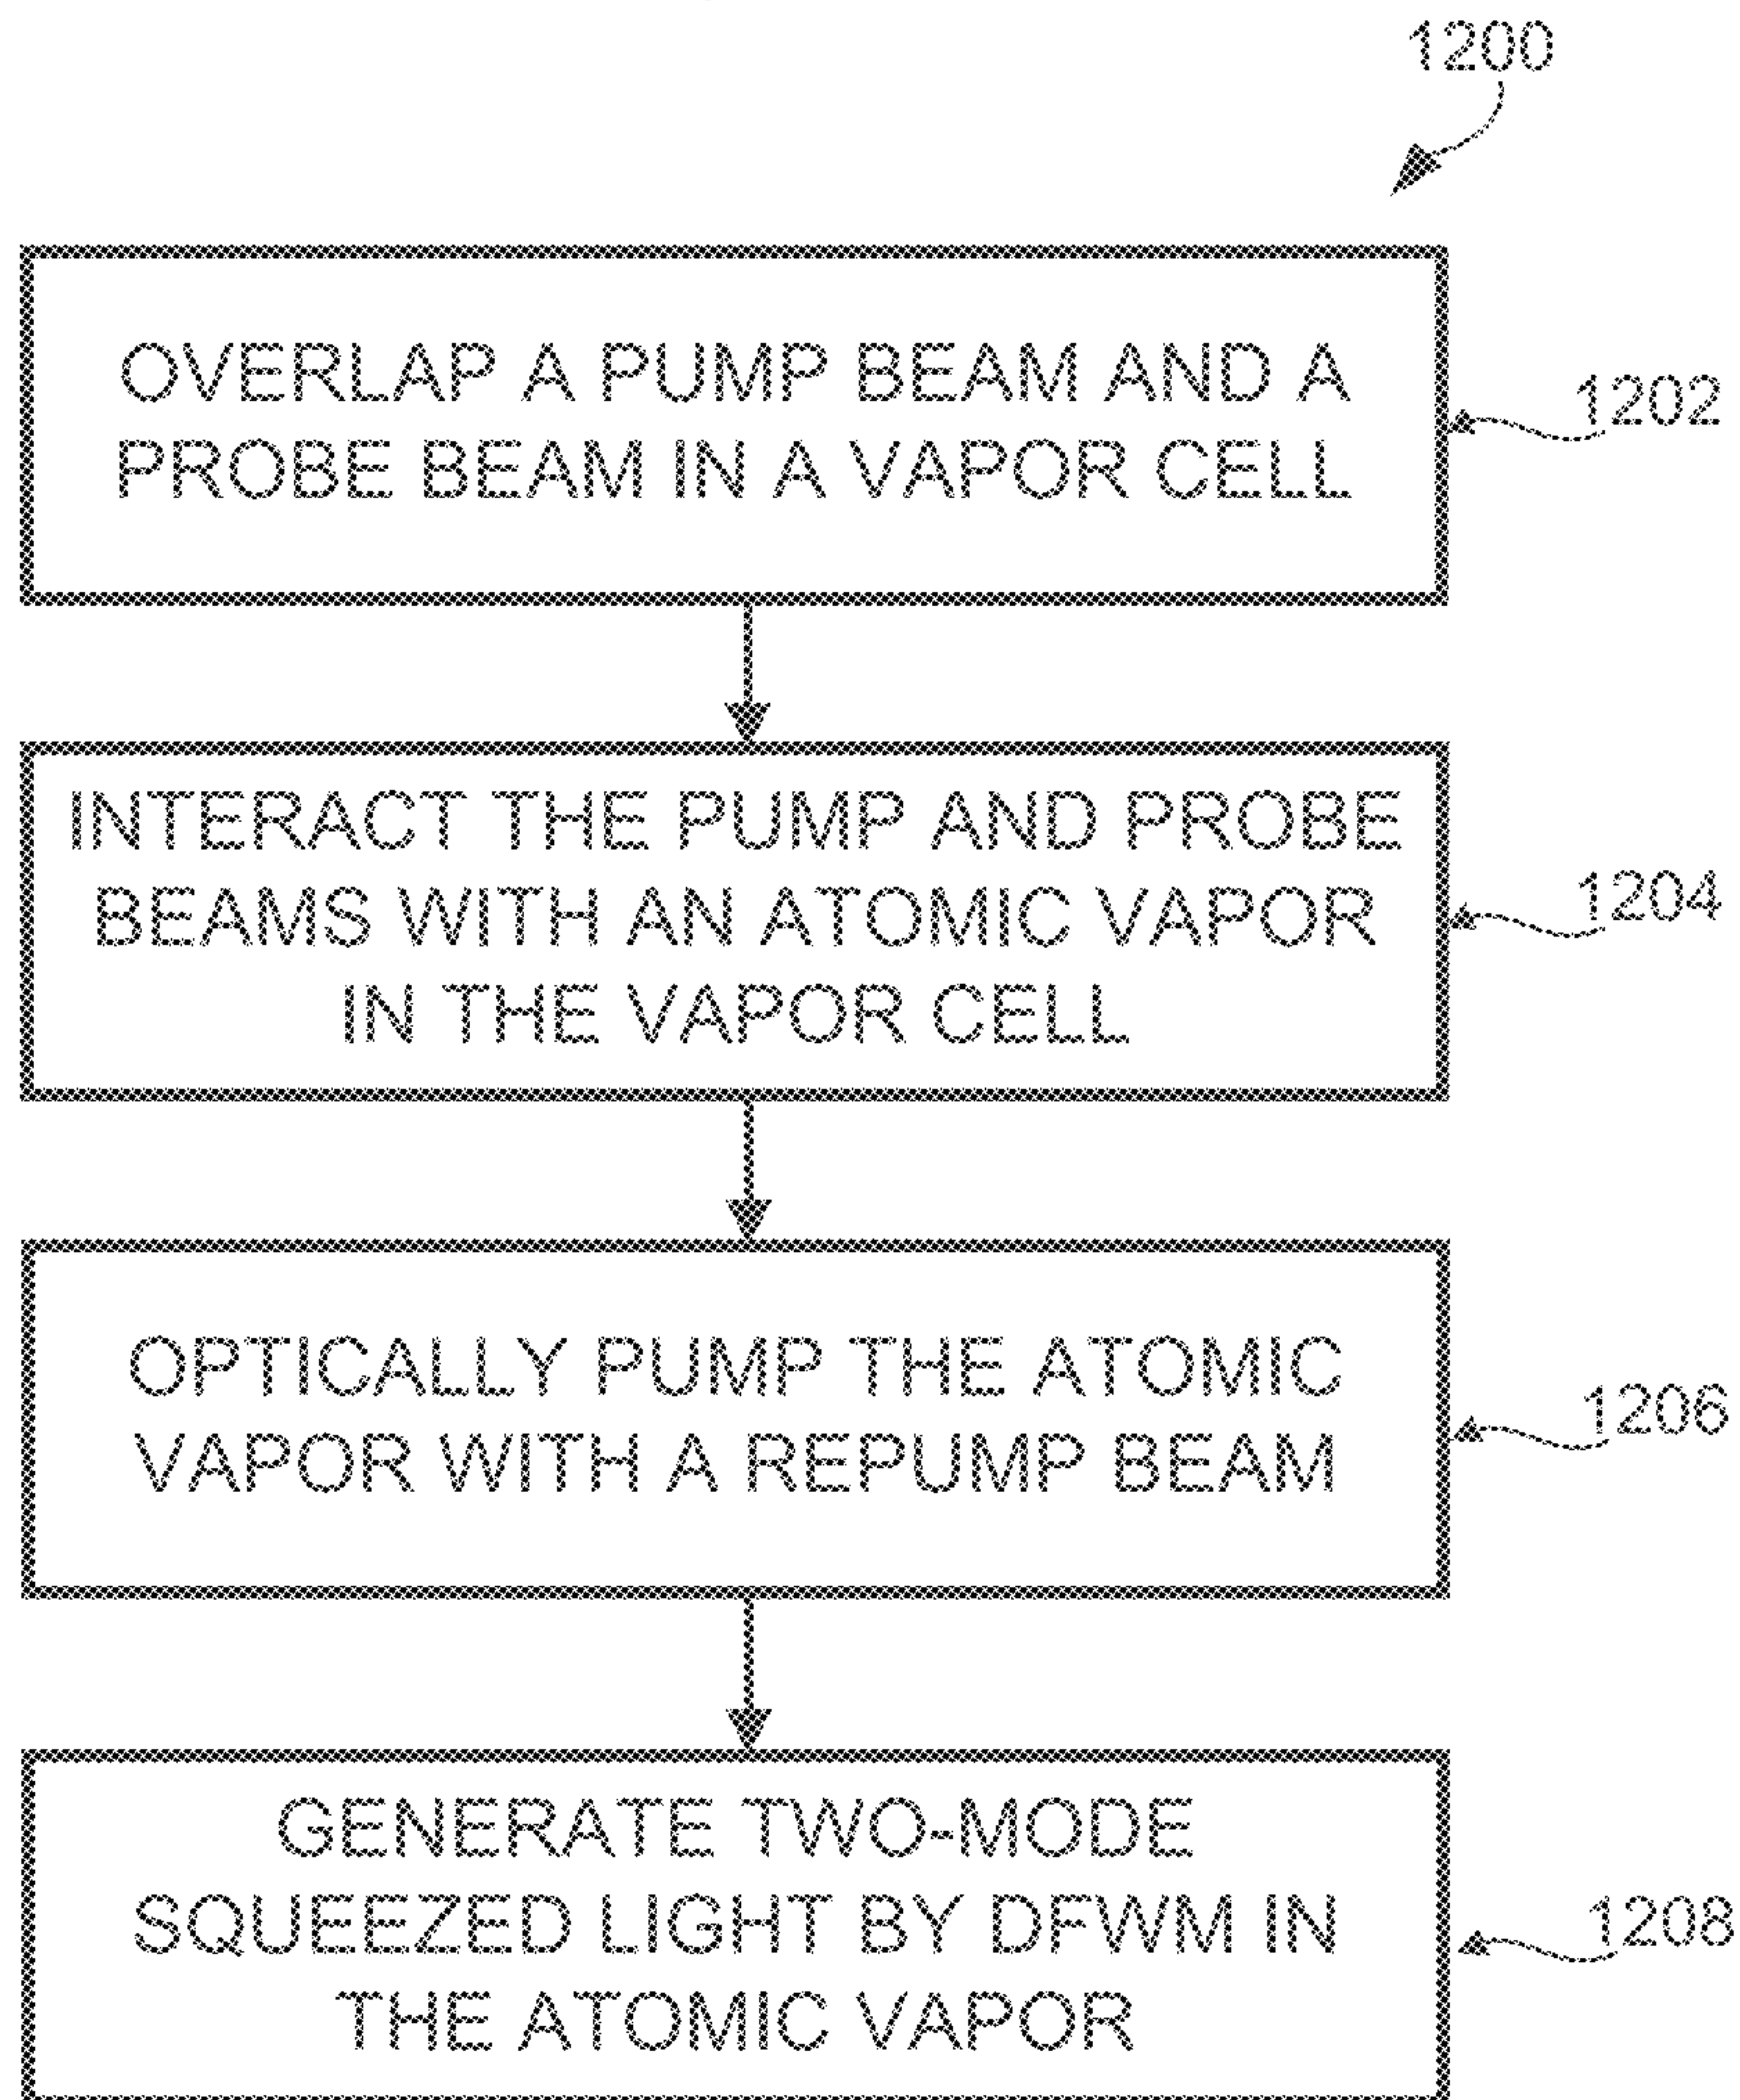 1200
OVERLAP A PUMP BEAM AND A
PROBE BEAM IN A VAPOR CELL
1202
INTERACT THE PUMP AND PROBE
BEAMS WITH AN ATOMIC VAPOR
IN THE VAPOR CELL
1204
OPTICALLY PUMP THE ATOMIC
VAPOR WITH A REPUMP BEAM
1206
GENERATE TWO-MODE
SQUEEZED LIGHT BY DFWM IN
THE ATOMIC VAPOR
1208